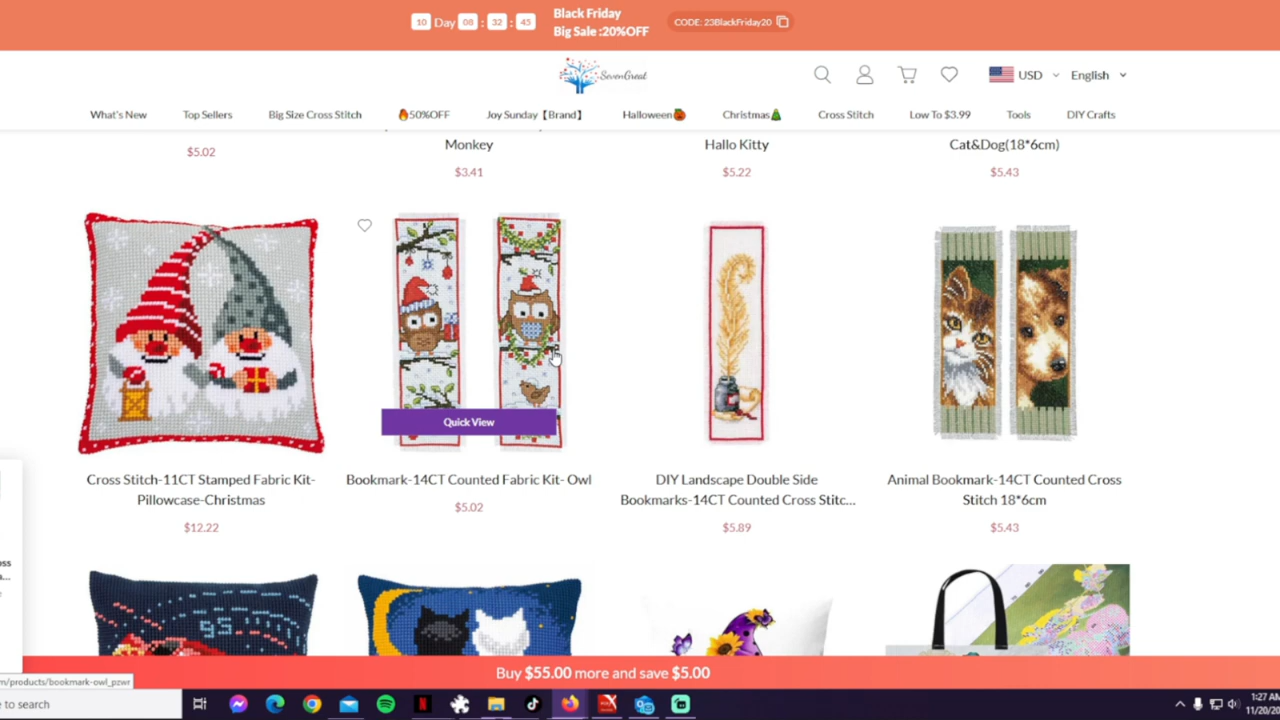 10 Day 08 : 32 : 45
Black Friday
Big Sale :20%OFF
CODE: 23BlackFriday20
SevenGreat
USD
English
What's New
Top Sellers
Big Size Cross Stitch
🔥50%OFF
Joy Sunday【Brand】
Halloween🎃
Christmas🎄
Cross Stitch
Low To $3.99
Tools
DIY Crafts
$5.02
Monkey
$3.41
Hallo Kitty
$5.22
Cat&Dog(18*6cm)
$5.43
Quick View
Cross Stitch-11CT Stamped Fabric Kit-
Pillowcase-Christmas
$12.22
Bookmark-14CT Counted Fabric Kit- Owl
$5.02
DIY Landscape Double Side
Bookmarks-14CT Counted Cross Stitc...
$5.89
Animal Bookmark-14CT Counted Cross
Stitch 18*6cm
$5.43
95
Buy $55.00 more and save $5.00
m/products/bookmark-owl_pzwr
e to search
1:27 AM
11/20/20